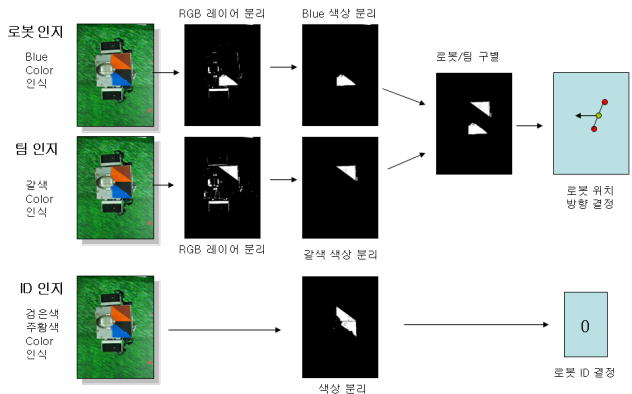 RGB 레이어 분리
Blue 색상 분리
로봇 인지
Blue
Color
인식
로봇/팀 구별
로봇 위치
방향 결정
팀 인지
갈색
Color
인식
RGB 레이어 분리
갈색 색상 분리
ID 인지
검은색
주황색
Color
인식
색상 분리
0
로봇 ID 결정